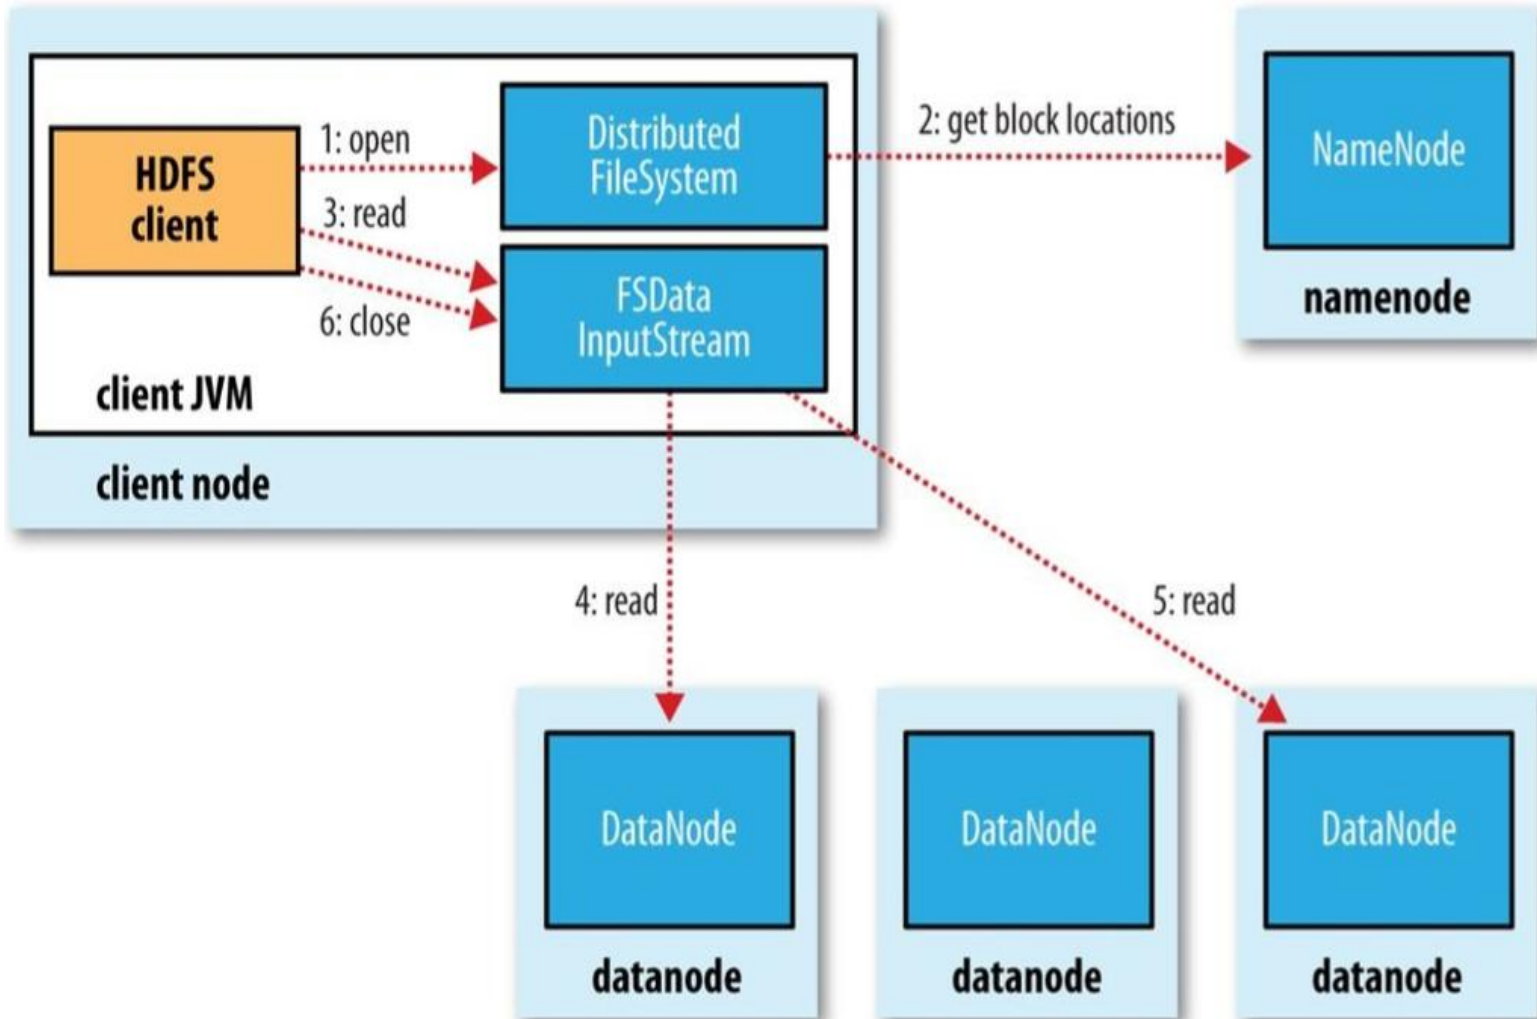 HDFS
client
1: open
3: read
6: close
Distributed
FileSystem
FSData
InputStream
client JVM
client node
2: get block locations
NameNode
namenode
4: read
5: read
DataNode
datanode
DataNode
datanode
DataNode
datanode